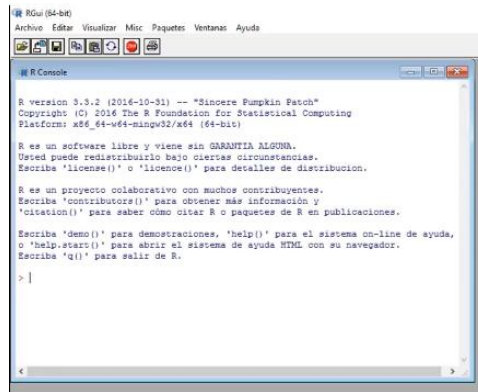 RGui (64-bit)
Archivo Editar Visualizar Misc Paquetes Ventanas Ayuda
R Console
R version 3.3.2 (2016-10-31) -- "Sincere Pumpkin Patch"
Copyright (C) 2016 The R Foundation for Statistical Computing
Platform: x86_64-w64-mingw32/x64 (64-bit)
R es un software libre y viene sin GARANTIA ALGUNA.
Usted puede redistribuirlo bajo ciertas circunstancias.
Escriba 'license()' o 'licence()' para detalles de distribucion.
R es un proyecto colaborativo con muchos contribuyentes.
Escriba 'contributors()' para obtener más información y
'citation()' para saber cómo citar R o paquetes de R en publicaciones.
Escriba 'demo()' para demostraciones, 'help()' para el sistema on-line de ayuda,
o 'help.start()' para abrir el sistema de ayuda HTML con su navegador.
Escriba 'q()' para salir de R.
>